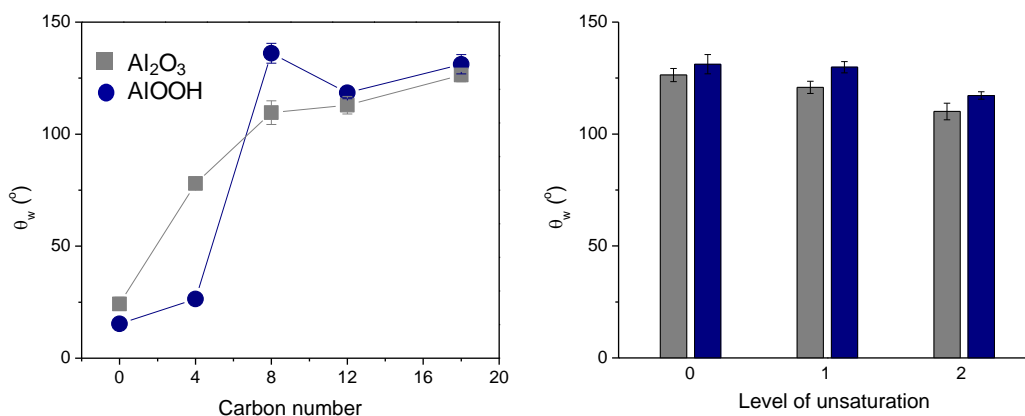 150
100
50
0
θw (o)
Al2O3
AlOOH
0 4 8 12 16 20
Carbon number
150
100
50
0
θw (o)
0 1 2
Level of unsaturation